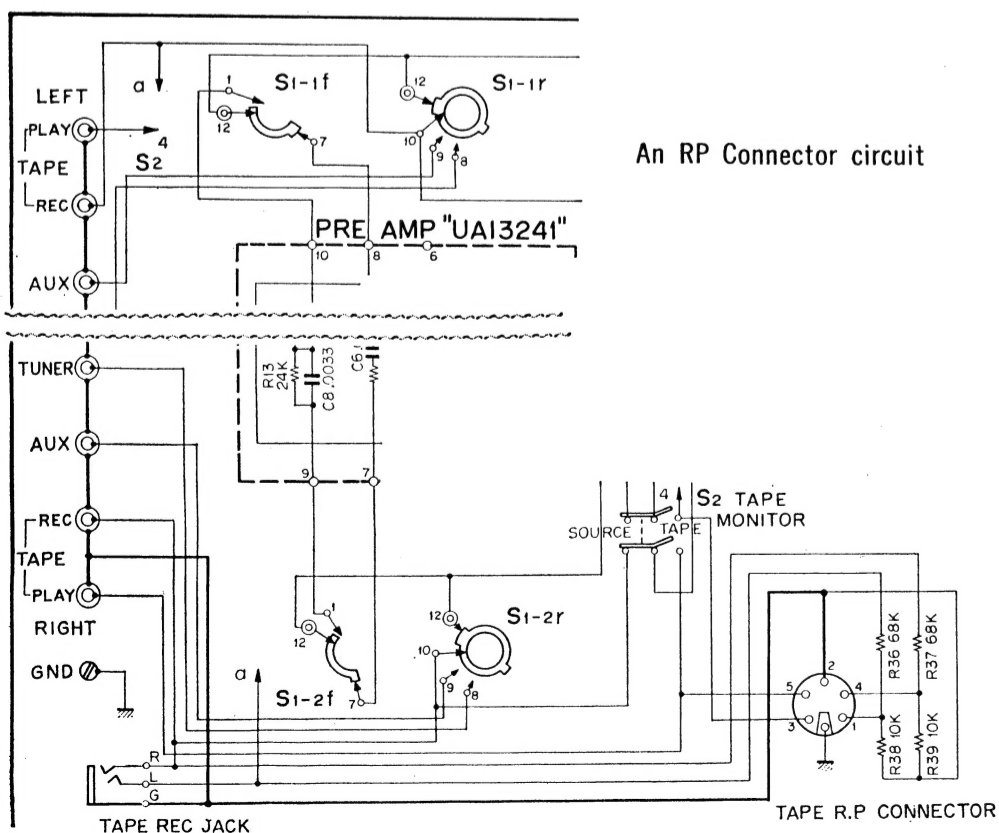 An RP Connector circuit
LEFT
PLAY
TAPE
REC
AUX
a
4
S2
1
12
7
S1-1f
S1-1r
12
10
9
8
PRE AMP "UA13241"
10
8
6
TUNER
AUX
REC
TAPE
PLAY
RIGHT
GND
R13
24K
C8 .0033
C6.
9
7
1
12
7
S1-2f
a
S1-2r
12
10
9
8
4
S2 TAPE
MONITOR
SOURCE
TAPE
R36 68K
R37 68K
R38 10K
R39 10K
2
5
4
3
1
R
L
G
TAPE REC JACK
TAPE R.P CONNECTOR